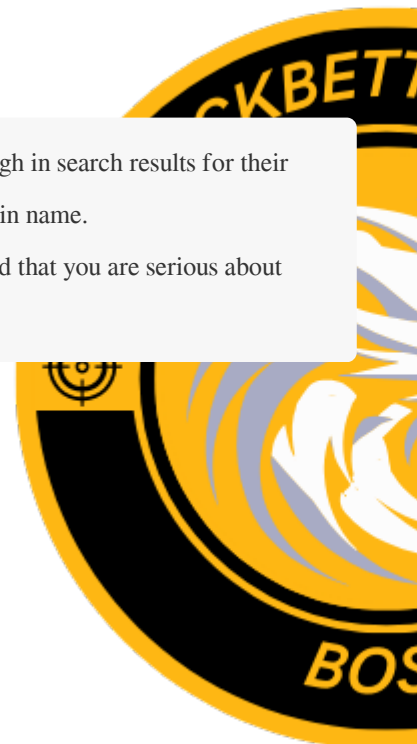 CKBETT
gh in search results for their
in name.
d that you are serious about
BOS